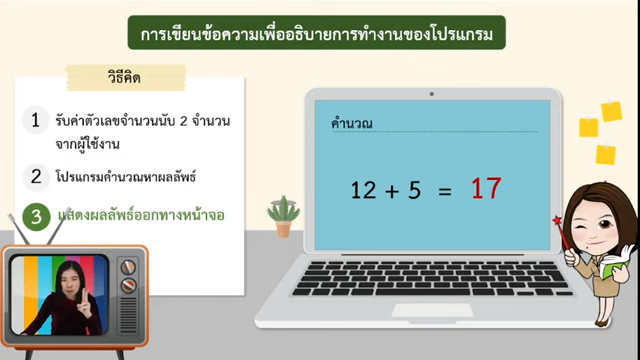 การเขียนข้อความเพื่ออธิบายการทำงานของโปรแกรม
วิธีคิด
1 รับค่าตัวเลขจำนวนนับ 2 จำนวน
จากผู้ใช้งาน
2 โปรแกรมคำนวณหาผลลัพธ์
3 แสดงผลลัพธ์ออกทางหน้าจอ
คำนวณ
12 + 5 = 17